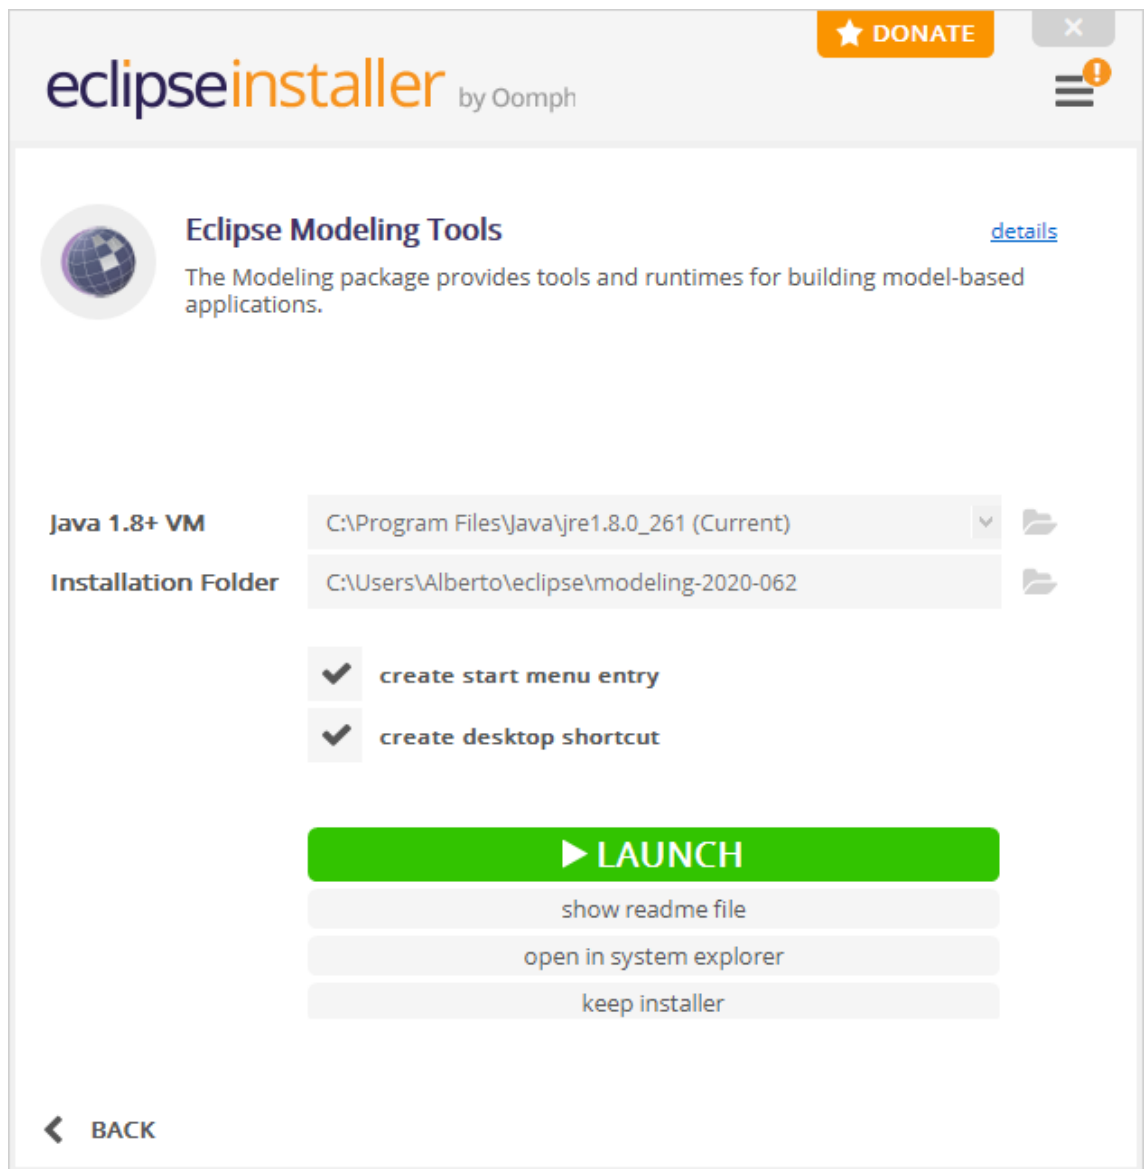 DONATE
eclipseinstaller by Oomph
Eclipse Modeling Tools
details
The Modeling package provides tools and runtimes for building model-based
applications.
Java 1.8+ VM
C:\Program Files\Java\jre1.8.0_261 (Current)
Installation Folder
C:\Users\Alberto\eclipse\modeling-2020-062
create start menu entry
create desktop shortcut
LAUNCH
show readme file
open in system explorer
keep installer
BACK